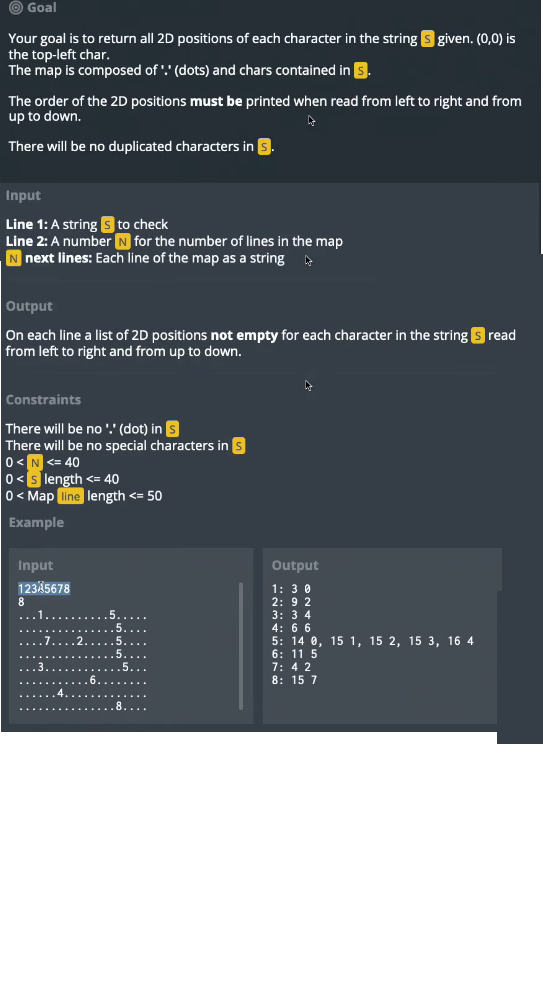 Goal
Your goal is to return all 2D positions of each character in the string S given. (0,0) is
the top-left char.
The map is composed of '.' (dots) and chars contained in S.
The order of the 2D positions must be printed when read from left to right and from
up to down.
There will be no duplicated characters in S.
Input
Line 1: A string S to check
Line 2: A number N for the number of lines in the map
N next lines: Each line of the map as a string
Output
On each line a list of 2D positions not empty for each character in the string S read
from left to right and from up to down.
Constraints
There will be no '.' (dot) in S
There will be no special characters in S
0 < N <= 40
0 < S length <= 40
0 < Map line length <= 50
Example
Input
12345678
8
...1..........5.....
...............5....
....7....2.....5....
...............5....
...3............5...
...........6........
......4.............
...............8....
Output
1: 3 0
2: 9 2
3: 3 4
4: 6 6
5: 14 0, 15 1, 15 2, 15 3, 16 4
6: 11 5
7: 4 2
8: 15 7